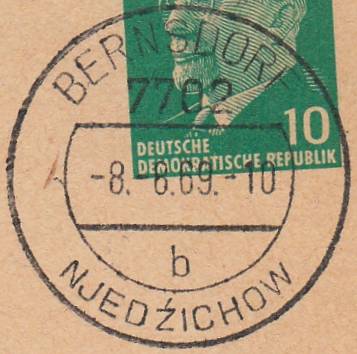 BERNSDORF
7702
10
DEUTSCHE
DEMOKRATISCHE REPUBLIK
-8.-6.69.-10
b
NJEDŹICHOW